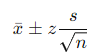 x̄ ± z s/√n